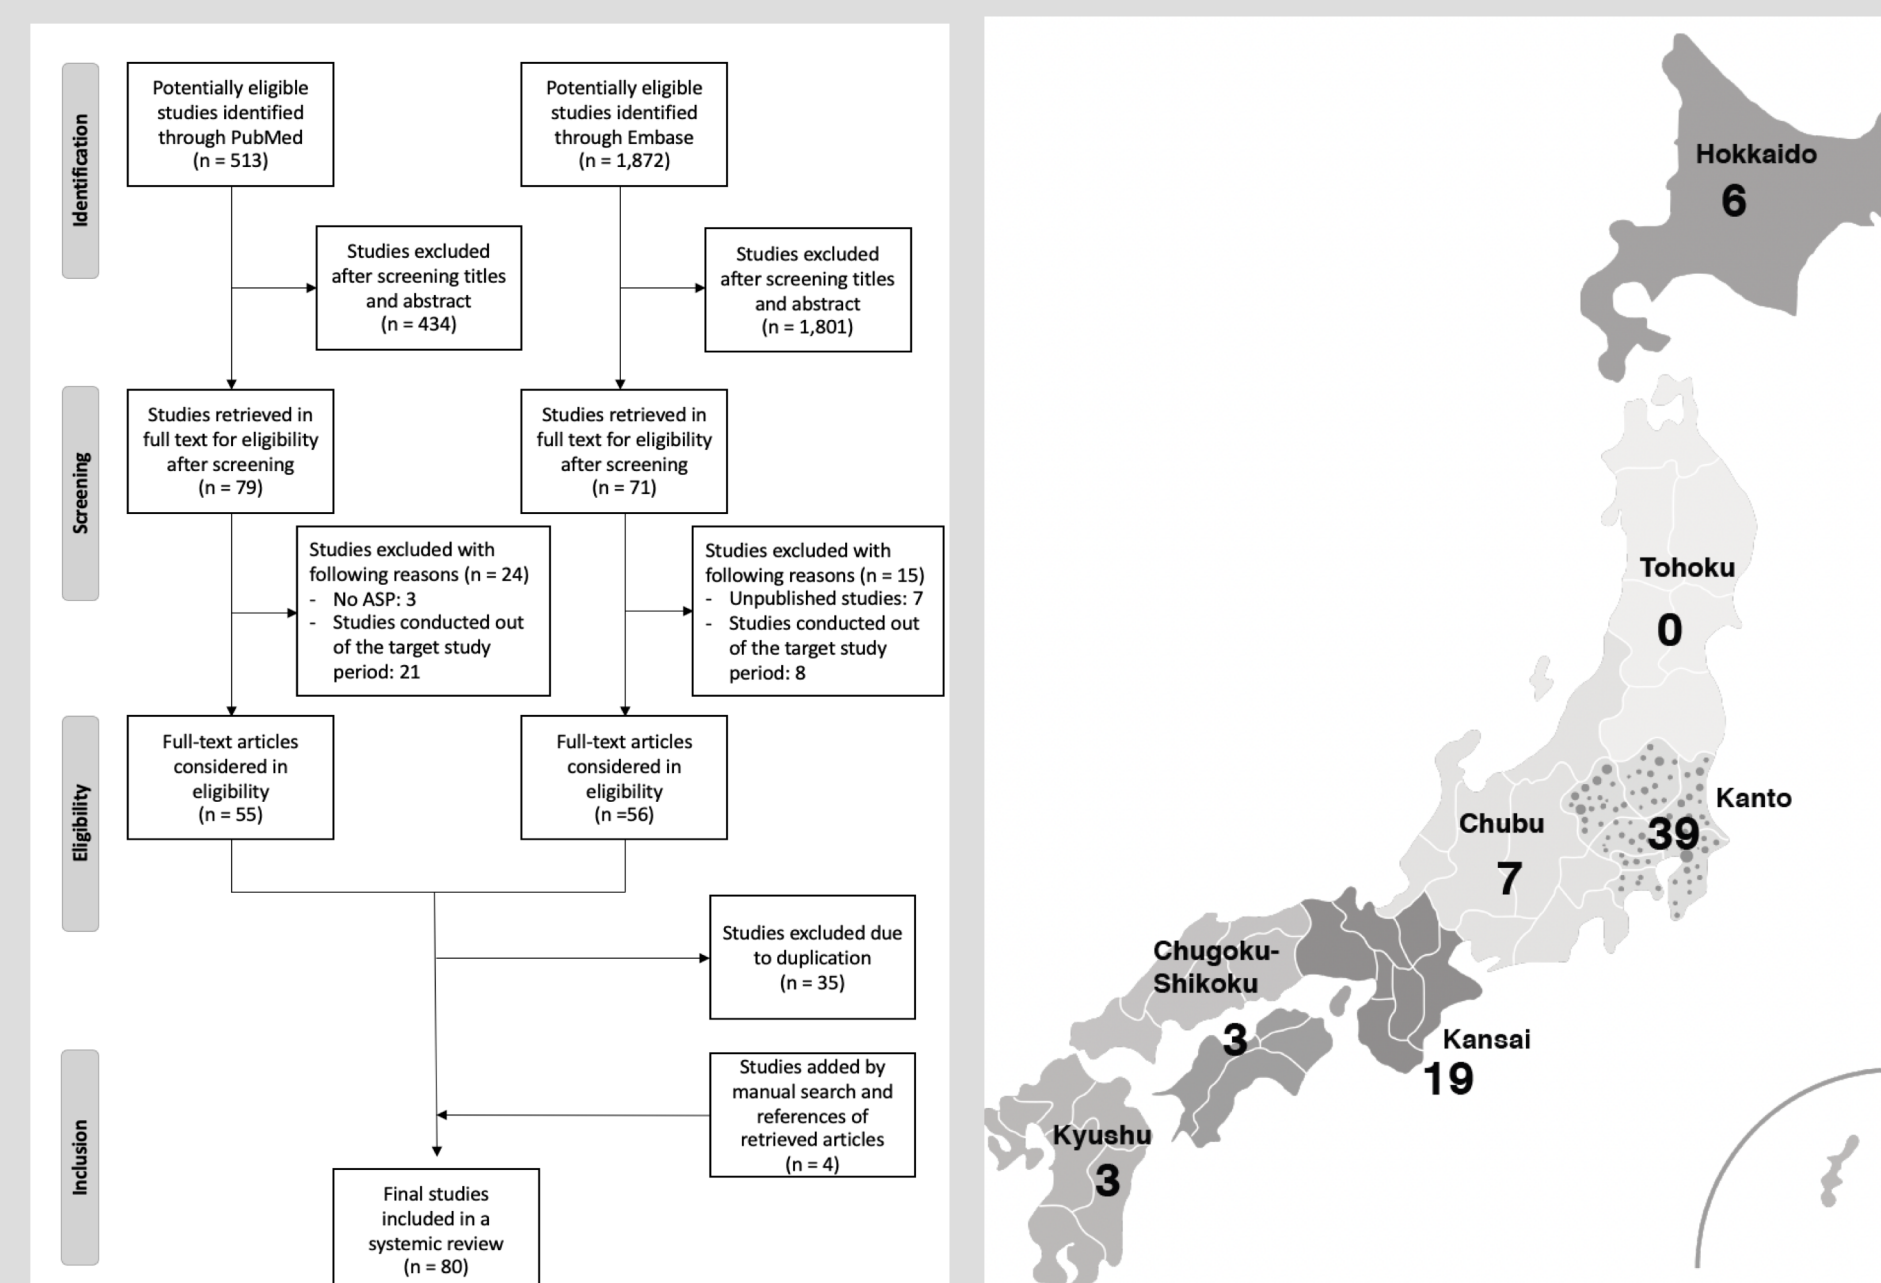 Identification
Potentially eligible
studies identified
through PubMed
(n = 513)
Potentially eligible
studies identified
through Embase
(n = 1,872)
Studies excluded
after screening titles
and abstract
(n = 434)
Studies excluded
after screening titles
and abstract
(n = 1,801)
Screening
Studies retrieved in
full text for eligibility
after screening
(n = 79)
Studies retrieved in
full text for eligibility
after screening
(n = 71)
Studies excluded with
following reasons (n = 24)
- No ASP: 3
- Studies conducted out
of the target study
period: 21
Studies excluded with
following reasons (n = 15)
- Unpublished studies: 7
- Studies conducted out
of the target study
period: 8
Eligibility
Full-text articles
considered in
eligibility
(n = 55)
Full-text articles
considered in
eligibility
(n =56)
Studies excluded due
to duplication
(n = 35)
Inclusion
Studies added by
manual search and
references of
retrieved articles
(n = 4)
Final studies
included in a
systemic review
(n = 80)
Hokkaido
6
Tohoku
0
Kanto
39
Chubu
7
Chugoku-
Shikoku
3
Kansai
19
Kyushu
3